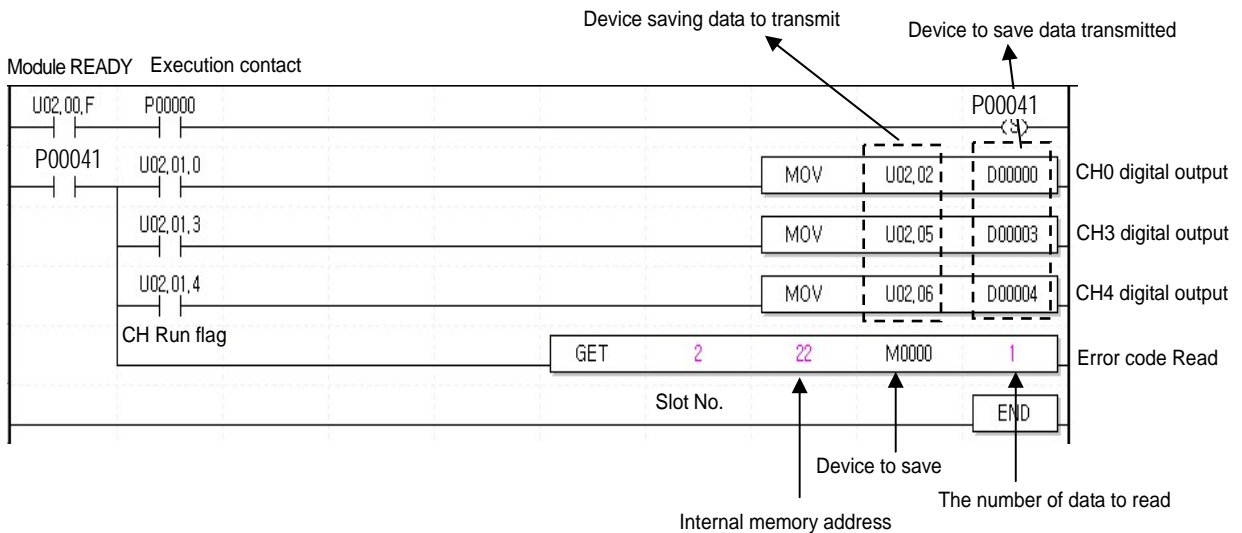 Device saving data to transmit
Device to save data transmitted
Module READY Execution contact
U02,00,F P00000 P00041
(S)
P00041 U02,01,0 MOV U02,02 D00000 CH0 digital output
U02,01,3 MOV U02,05 D00003 CH3 digital output
U02,01,4 MOV U02,06 D00004 CH4 digital output
CH Run flag
GET 2 22 M0000 1 Error code Read
Slot No. END
Device to save
The number of data to read
Internal memory address